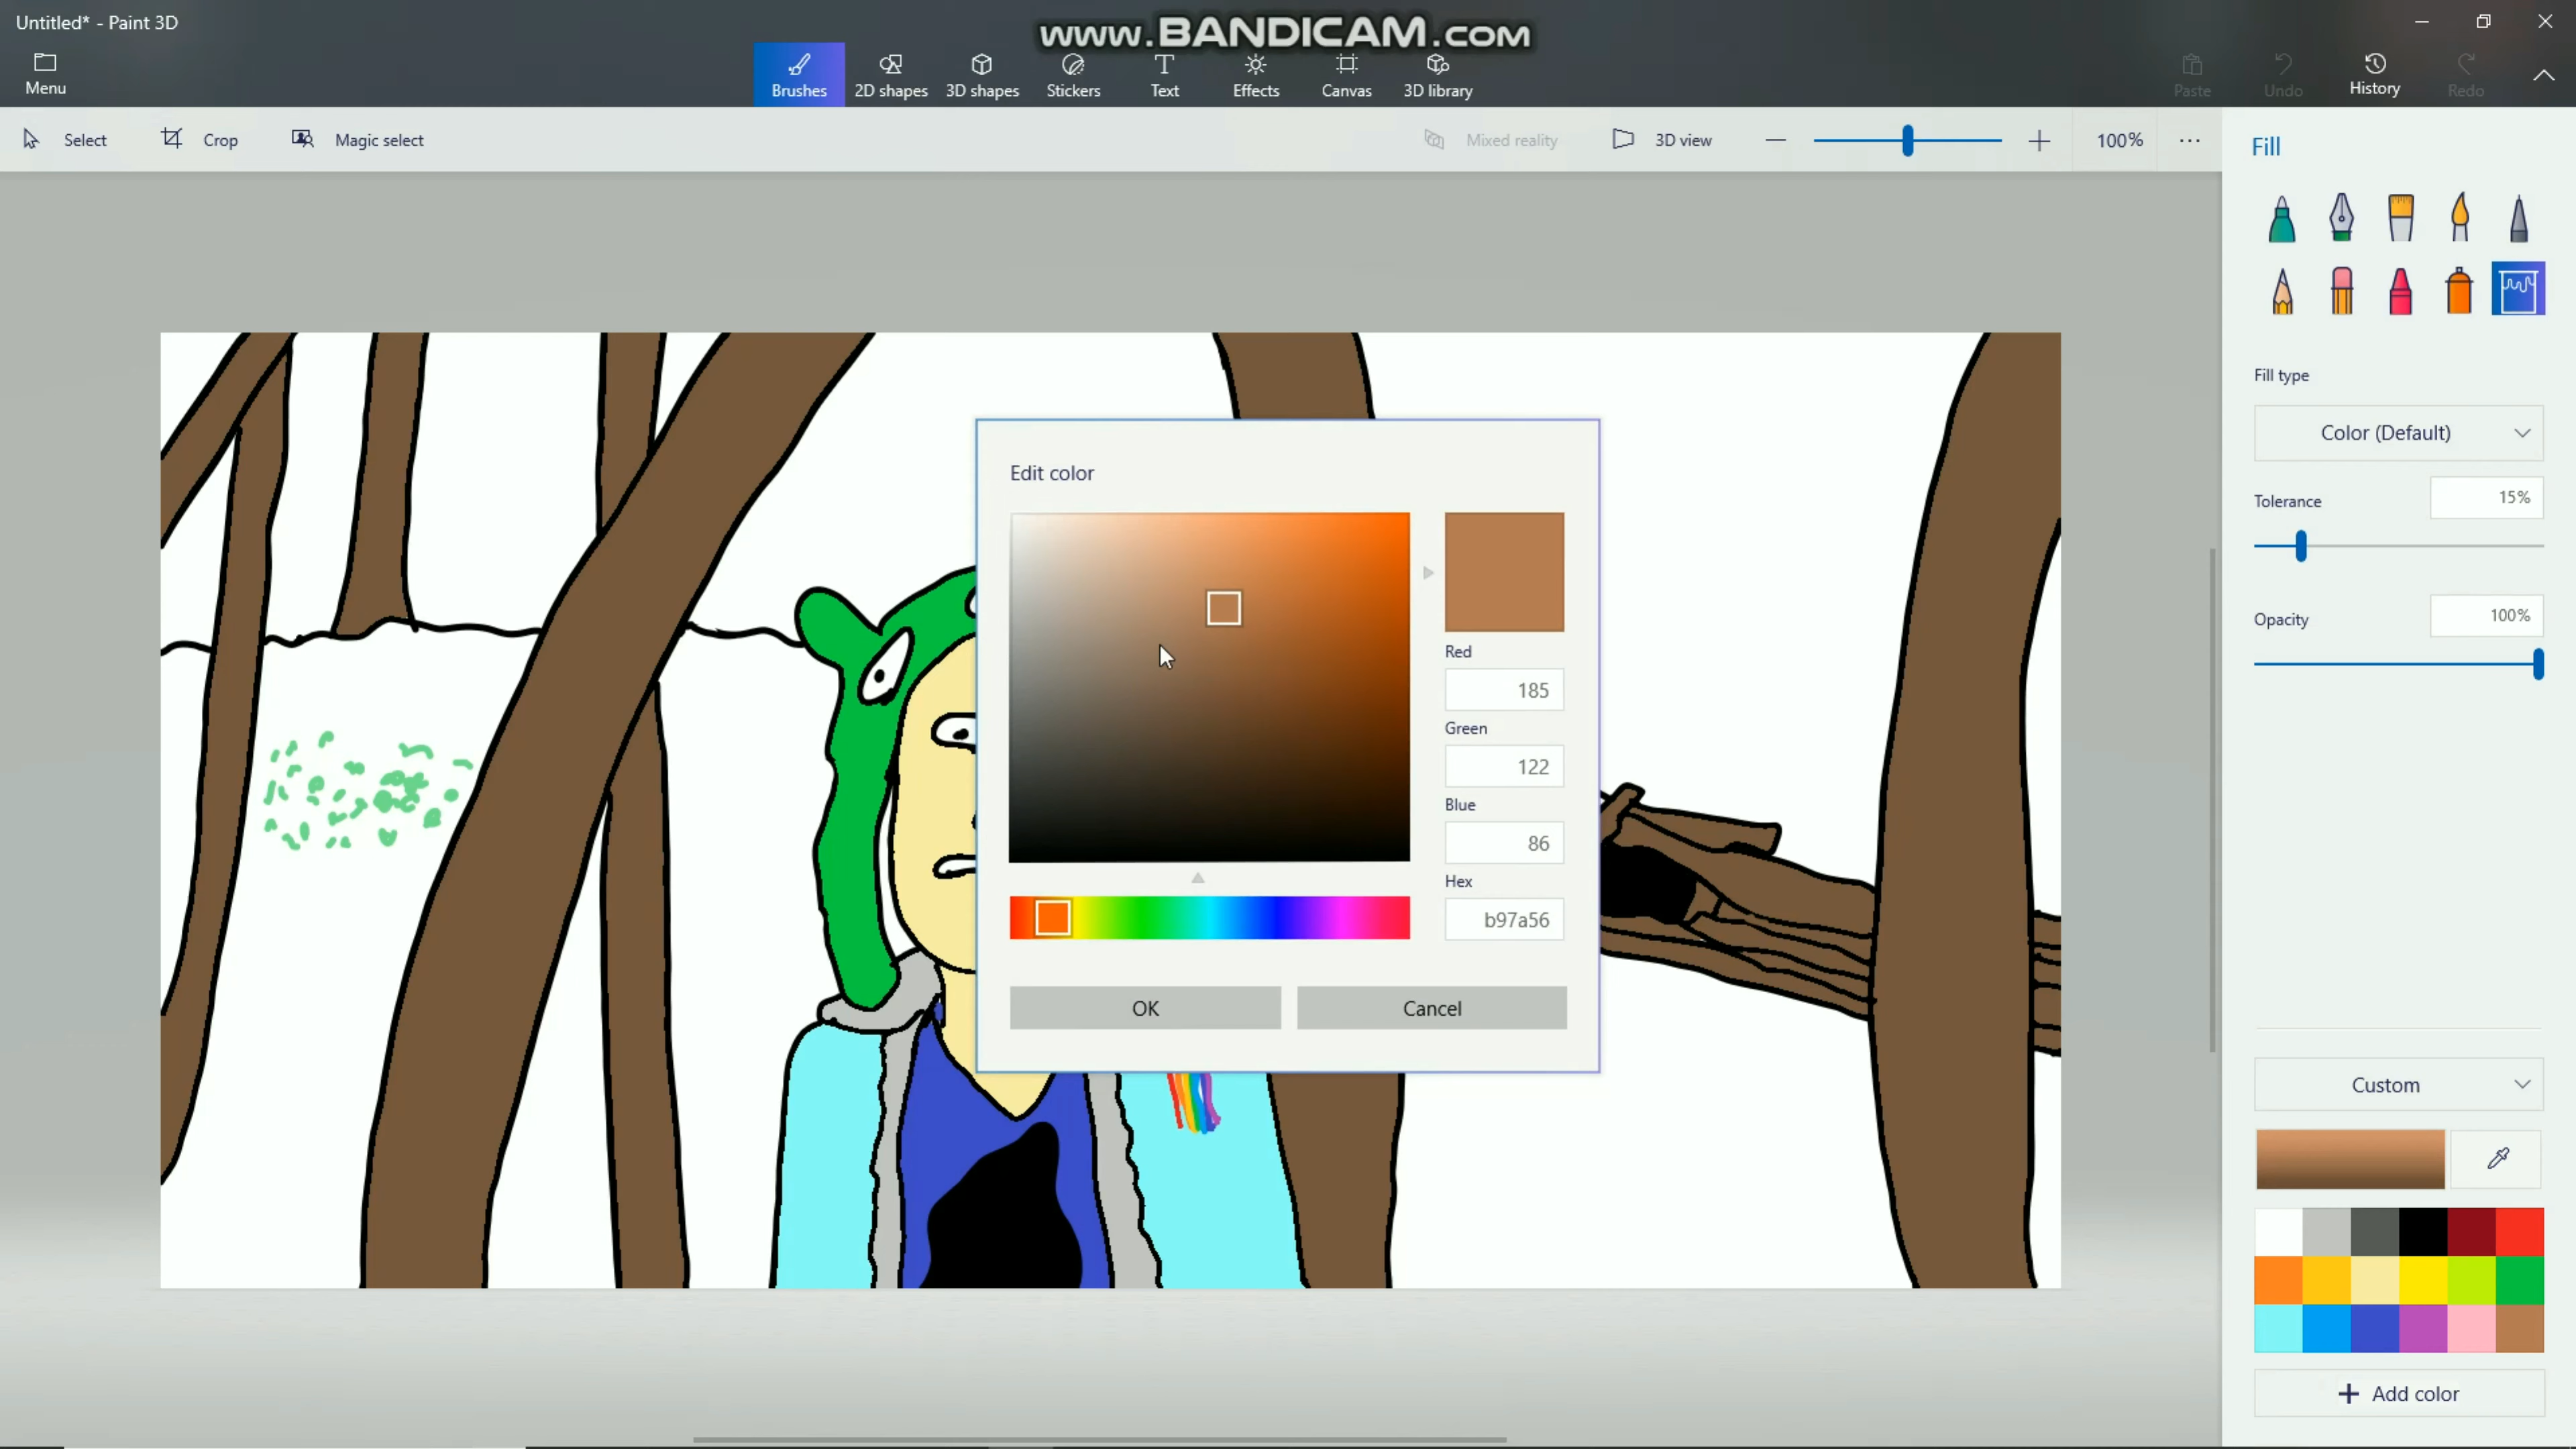 Untitled* - Paint 3D
www.BANDICAM.com
Menu
Brushes
2D shapes
3D shapes
Stickers
Text
Effects
Canvas
3D library
Paste
Undo
History
Redo
Select
Crop
Magic select
Mixed reality
3D view
100%
Fill
Fill type
Color (Default)
Tolerance
15%
Opacity
100%
Edit color
Red
185
Green
122
Blue
86
Hex
b97a56
OK
Cancel
Custom
Add color